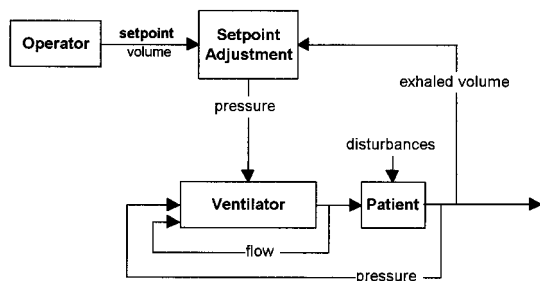 Operator
setpoint
volume
Setpoint
Adjustment
pressure
exhaled volume
disturbances
Ventilator
Patient
flow
pressure